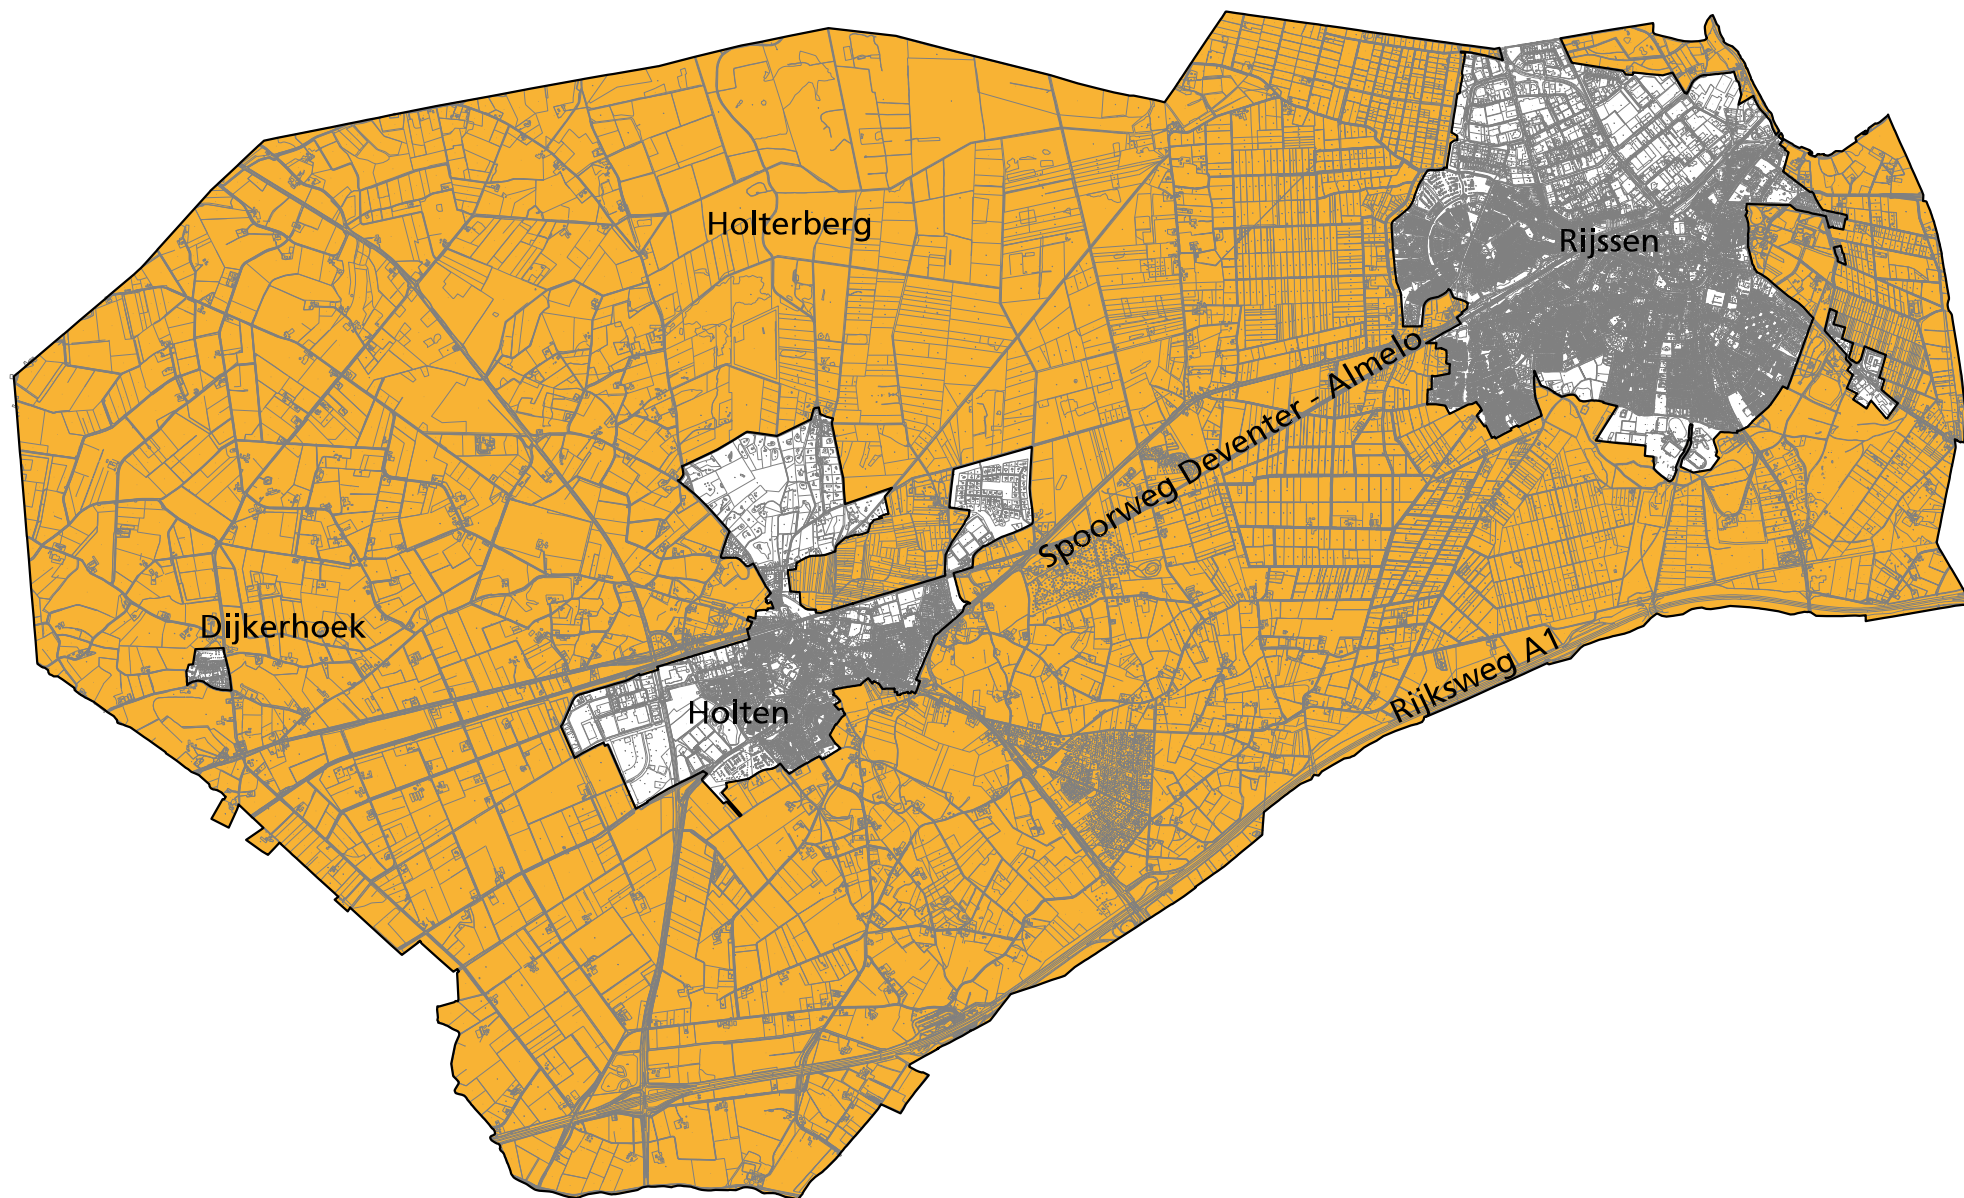 Holterberg
Rijssen
Spoorweg Deventer - Almelo
Dijkerhoek
Rijksweg A1
Holten